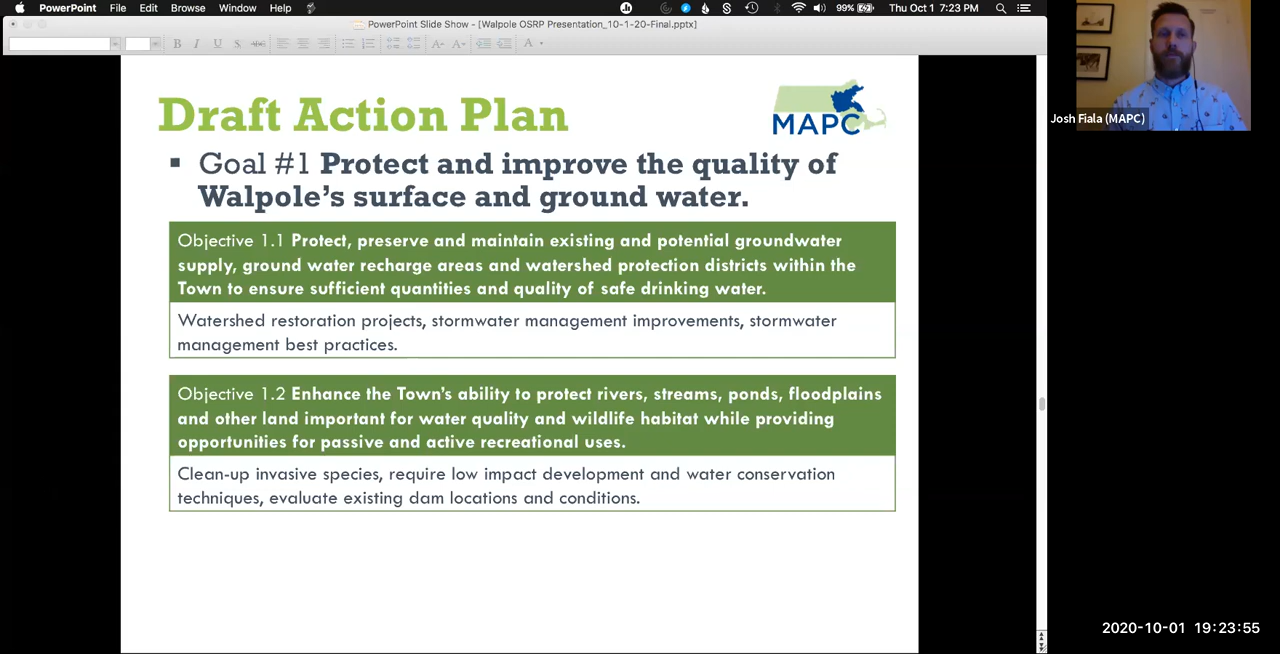 PowerPoint File Edit Browse Window Help 99% Thu Oct 1 7:23 PM
PowerPoint Slide Show - [Walpole OSRP Presentation_10-1-20-Final.pptx]
B I U S abc A A A
Draft Action Plan
MAPC
Josh Fiala (MAPC)
▪ Goal #1 Protect and improve the quality of
Walpole’s surface and ground water.
Objective 1.1 Protect, preserve and maintain existing and potential groundwater
supply, ground water recharge areas and watershed protection districts within the
Town to ensure sufficient quantities and quality of safe drinking water.
Watershed restoration projects, stormwater management improvements, stormwater
management best practices.
Objective 1.2 Enhance the Town’s ability to protect rivers, streams, ponds, floodplains
and other land important for water quality and wildlife habitat while providing
opportunities for passive and active recreational uses.
Clean-up invasive species, require low impact development and water conservation
techniques, evaluate existing dam locations and conditions.
2020-10-01 19:23:55